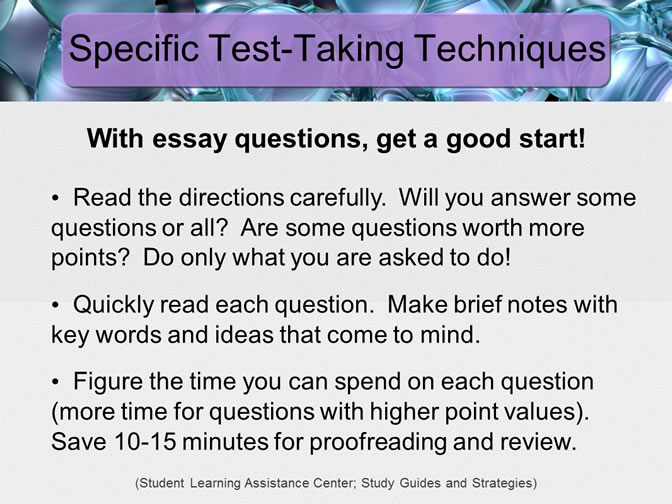 Specific Test-Taking Techniques
With essay questions, get a good start!
• Read the directions carefully.  Will you answer some
questions or all?  Are some questions worth more
points?  Do only what you are asked to do!
• Quickly read each question.  Make brief notes with
key words and ideas that come to mind.
• Figure the time you can spend on each question
(more time for questions with higher point values).
Save 10-15 minutes for proofreading and review.
(Student Learning Assistance Center; Study Guides and Strategies)